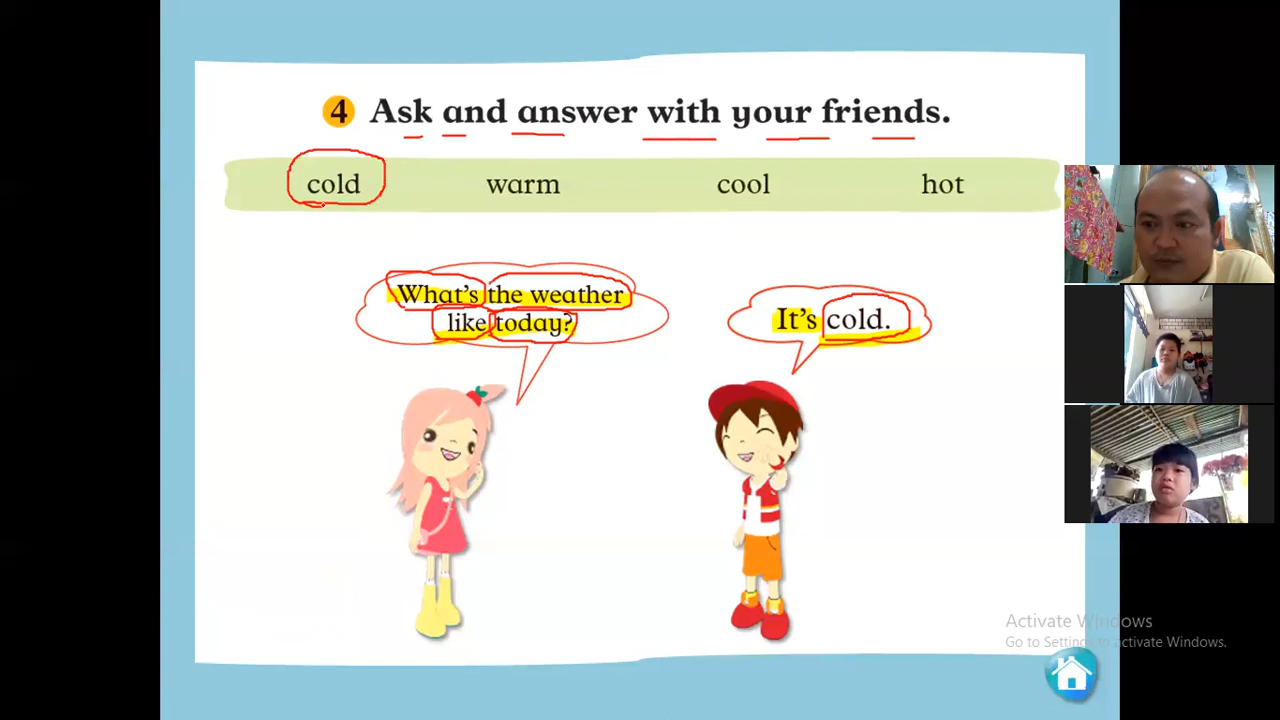 4 Ask and answer with your friends.
cold warm cool hot
What's the weather
like today?
It's cold.
Activate Windows
Go to Settings to activate Windows.